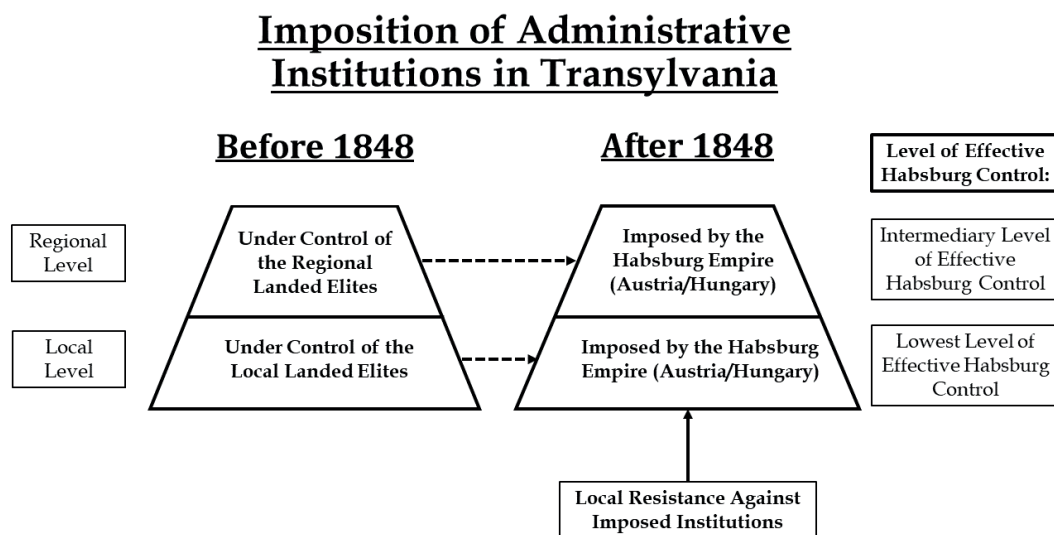 Imposition of Administrative
Institutions in Transylvania
Before 1848
After 1848
Level of Effective
Habsburg Control:
Regional
Level
Under Control of
the Regional
Landed Elites
Imposed by the
Habsburg Empire
(Austria/Hungary)
Intermediary Level
of Effective
Habsburg Control
Local
Level
Under Control of the
Local Landed Elites
Imposed by the Habsburg
Empire (Austria/Hungary)
Lowest Level of
Effective Habsburg
Control
Local Resistance Against
Imposed Institutions